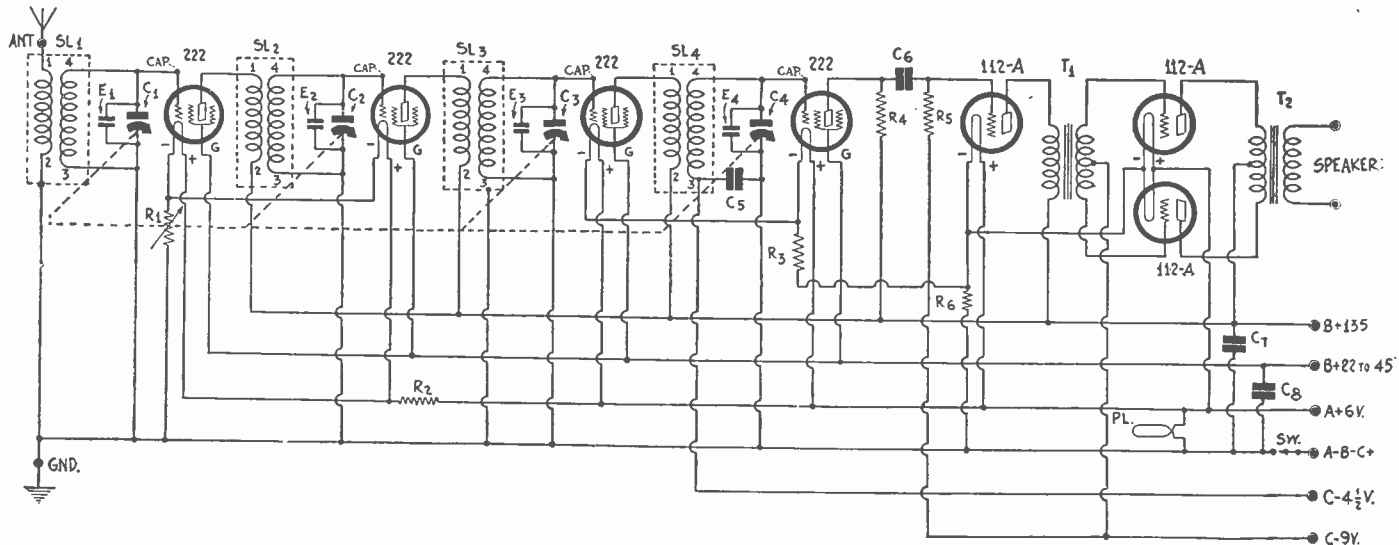 ANT
SL1
1 4
2 3
E1
C1
CAP.
222
- +
G
R1
SL2
1 4
2 3
E2
C2
CAP.
222
- +
G
R2
SL3
1 4
2 3
E3
C3
CAP.
222
- +
G
SL4
1 4
2 3
E4
C4
C5
CAP.
222
- +
G
R3
C6
R4
R5
R6
112-A
- +
T1
112-A
- +
112-A
T2
SPEAKER:
C7
C8
PL.
SW.
B+135
B+22 TO 45
A+6V.
A-B-C+
C-4½V.
C-9V.
GND.